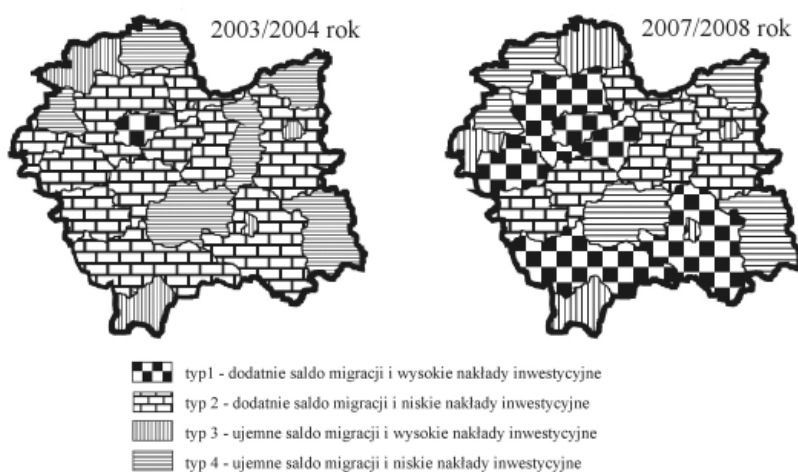 2003/2004 rok
2007/2008 rok
typ1 - dodatnie saldo migracji i wysokie nakłady inwestycyjne
typ 2 - dodatnie saldo migracji i niskie nakłady inwestycyjne
typ 3 - ujemne saldo migracji i wysokie nakłady inwestycyjne
typ 4 - ujemne saldo migracji i niskie nakłady inwestycyjne